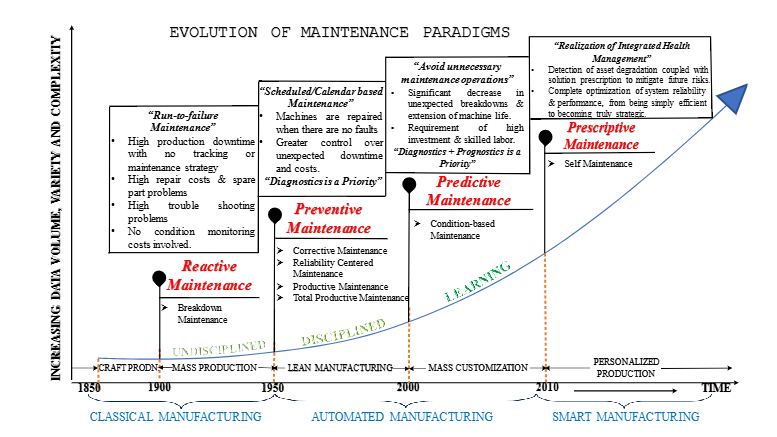 EVOLUTION OF MAINTENANCE PARADIGMS
INCREASING DATA VOLUME, VARIETY AND COMPLEXITY
"Run-to-failure
Maintenance"
• High production downtime
with no tracking or
maintenance strategy
• High repair costs & spare
part problems
• High trouble shooting
problems
• No condition monitoring
costs involved.
Reactive
Maintenance
➤ Breakdown
Maintenance
"Scheduled/Calendar based
Maintenance"
• Machines are repaired
when there are no faults
• Greater control over
unexpected downtime
and costs.
"Diagnostics is a Priority"
Preventive
Maintenance
➤ Corrective Maintenance
➤ Reliability Centered
Maintenance
➤ Productive Maintenance
➤ Total Productive Maintenance
"Avoid unnecessary
maintenance operations"
• Significant decrease in
unexpected breakdowns &
extension of machine life.
• Requirement of high
investment & skilled labor.
"Diagnostics + Prognostics is a
Priority"
Predictive
Maintenance
➤ Condition-based
Maintenance
"Realization of Integrated Health
Management"
• Detection of asset degradation coupled with
solution prescription to mitigate future risks.
• Complete optimization of system reliability
& performance, from being simply efficient
to becoming truly strategic.
Prescriptive
Maintenance
➤ Self Maintenance
UNDISCIPLINED
DISCIPLINED
LEARNING
CRAFT PRODN
MASS PRODUCTION
LEAN MANUFACTURING
MASS CUSTOMIZATION
PERSONALIZED
PRODUCTION
1850 1900 1950 2000 2010 TIME
CLASSICAL MANUFACTURING
AUTOMATED MANUFACTURING
SMART MANUFACTURING